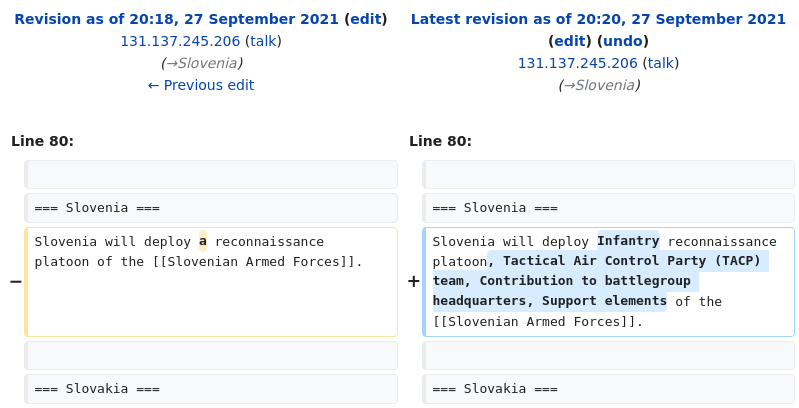 Revision as of 20:18, 27 September 2021 (edit)
131.137.245.206 (talk)
(→Slovenia)
← Previous edit
Latest revision as of 20:20, 27 September 2021
(edit) (undo)
131.137.245.206 (talk)
(→Slovenia)
Line 80:
Line 80:
=== Slovenia ===
=== Slovenia ===
− Slovenia will deploy a reconnaissance
platoon of the [[Slovenian Armed Forces]].
+ Slovenia will deploy Infantry reconnaissance
platoon, Tactical Air Control Party (TACP)
team, Contribution to battlegroup
headquarters, Support elements of the
[[Slovenian Armed Forces]].
=== Slovakia ===
=== Slovakia ===